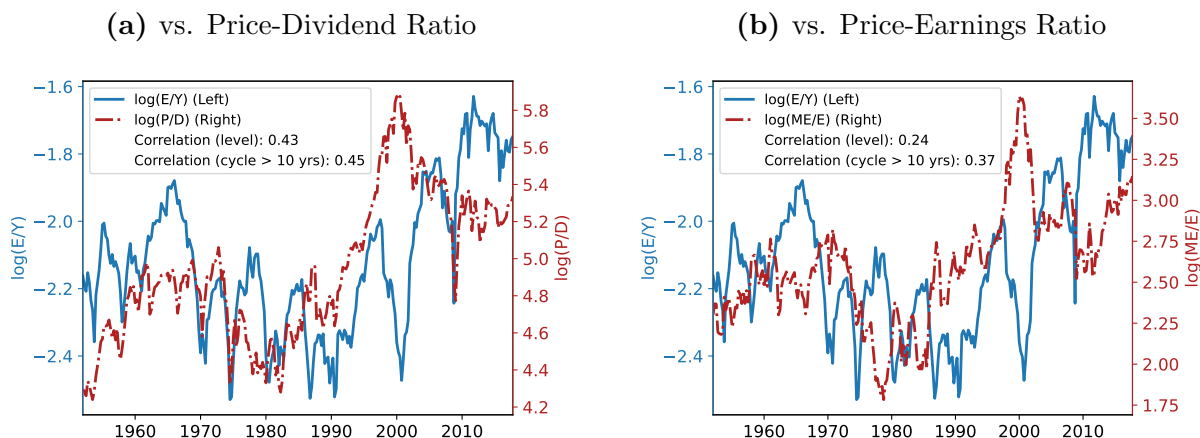 (a) vs. Price-Dividend Ratio
log(E/Y) (Left)
log(P/D) (Right)
Correlation (level): 0.43
Correlation (cycle > 10 yrs): 0.45
−1.6
−1.8
−2.0
−2.2
−2.4
log(E/Y)
5.8
5.6
5.4
5.2
5.0
4.8
4.6
4.4
4.2
log(P/D)
1960 1970 1980 1990 2000 2010
(b) vs. Price-Earnings Ratio
log(E/Y) (Left)
log(ME/E) (Right)
Correlation (level): 0.24
Correlation (cycle > 10 yrs): 0.37
−1.6
−1.8
−2.0
−2.2
−2.4
log(E/Y)
3.50
3.25
3.00
2.75
2.50
2.25
2.00
1.75
log(ME/E)
1960 1970 1980 1990 2000 2010